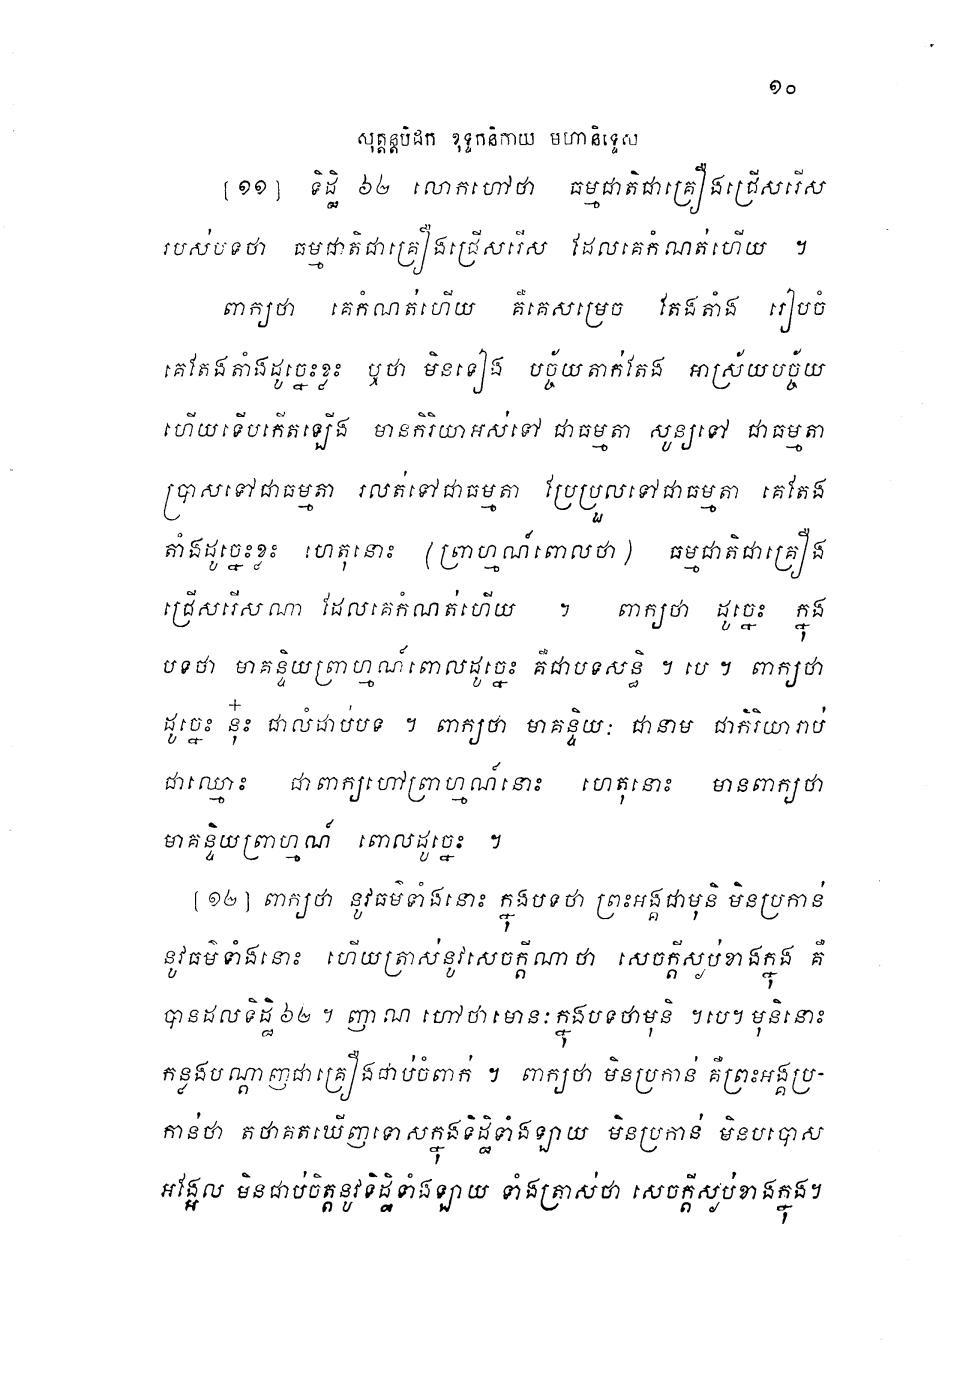 ១០
សុត្តន្តបិដក ខុទ្ទកនិកាយ មហានិទ្ទេស
[១១] ទិដ្ឋិ ៦២ លោកហៅថា ធម្មជាតិជាគ្រឿងជ្រើសរើស
របស់បទថា ធម្មជាតិជាគ្រឿងជ្រើសរើស ដែលគេកំណត់ហើយ ។
ពាក្យថា គេកំណត់ហើយ គឺគេសម្រេច តែងតាំង រៀបចំ
គេតែងតាំងដូច្នេះខ្លះ ឬថា មិនទៀង បច្ច័យតាក់តែង អាស្រ័យបច្ច័យ
ហើយទើបកើតឡើង មានកិរិយាអស់ទៅ ជាធម្មតា សូន្យទៅ ជាធម្មតា
ប្រាសទៅជាធម្មតា រលត់ទៅជាធម្មតា ប្រែប្រួលទៅជាធម្មតា គេតែង
តាំងដូច្នេះខ្លះ ហេតុនោះ (ព្រាហ្មណ៍ពោលថា) ធម្មជាតិជាគ្រឿង
ជ្រើសរើសណា ដែលគេកំណត់ហើយ ។ ពាក្យថា ដូច្នេះ ក្នុង
បទថា មាគន្ទិយព្រាហ្មណ៍ពោលដូច្នេះ គឺជាបទសន្ធិ ។ បេ ។ ពាក្យថា
ដូច្នេះ នុ៎ះ ជាលំដាប់បទ ។ ពាក្យថា មាគន្ទិយៈ ជានាម ជាកិរិយារាប់
ជាឈ្មោះ ជាពាក្យហៅព្រាហ្មណ៍នោះ ហេតុនោះ មានពាក្យថា
មាគន្ទិយព្រាហ្មណ៍ ពោលដូច្នេះ ។
[១២] ពាក្យថា នូវធម៌ទាំងនោះ ក្នុងបទថា ព្រះអង្គជាមុនិ មិនប្រកាន់
នូវធម៌ទាំងនោះ ហើយត្រាស់នូវសេចក្តីណាថា សេចក្តីស្ងប់ខាងក្នុង គឺ
បានដល់ទិដ្ឋិ៦២ ។ ញាណ ហៅថាមោនៈក្នុងបទថាមុនិ ។បេ។ មុនិនោះ
កន្លងបណ្តាញជាគ្រឿងជាប់ចំពាក់ ។ ពាក្យថា មិនប្រកាន់ គឺព្រះអង្គប្រ-
កាន់ថា តថាគតឃើញទោសក្នុងទិដ្ឋិទាំងឡាយ មិនប្រកាន់ មិនបបោស
អង្អែល មិនជាប់ចិត្តនូវទិដ្ឋិទាំងឡាយ ទាំងត្រាស់ថា សេចក្តីស្ងប់ខាងក្នុង។